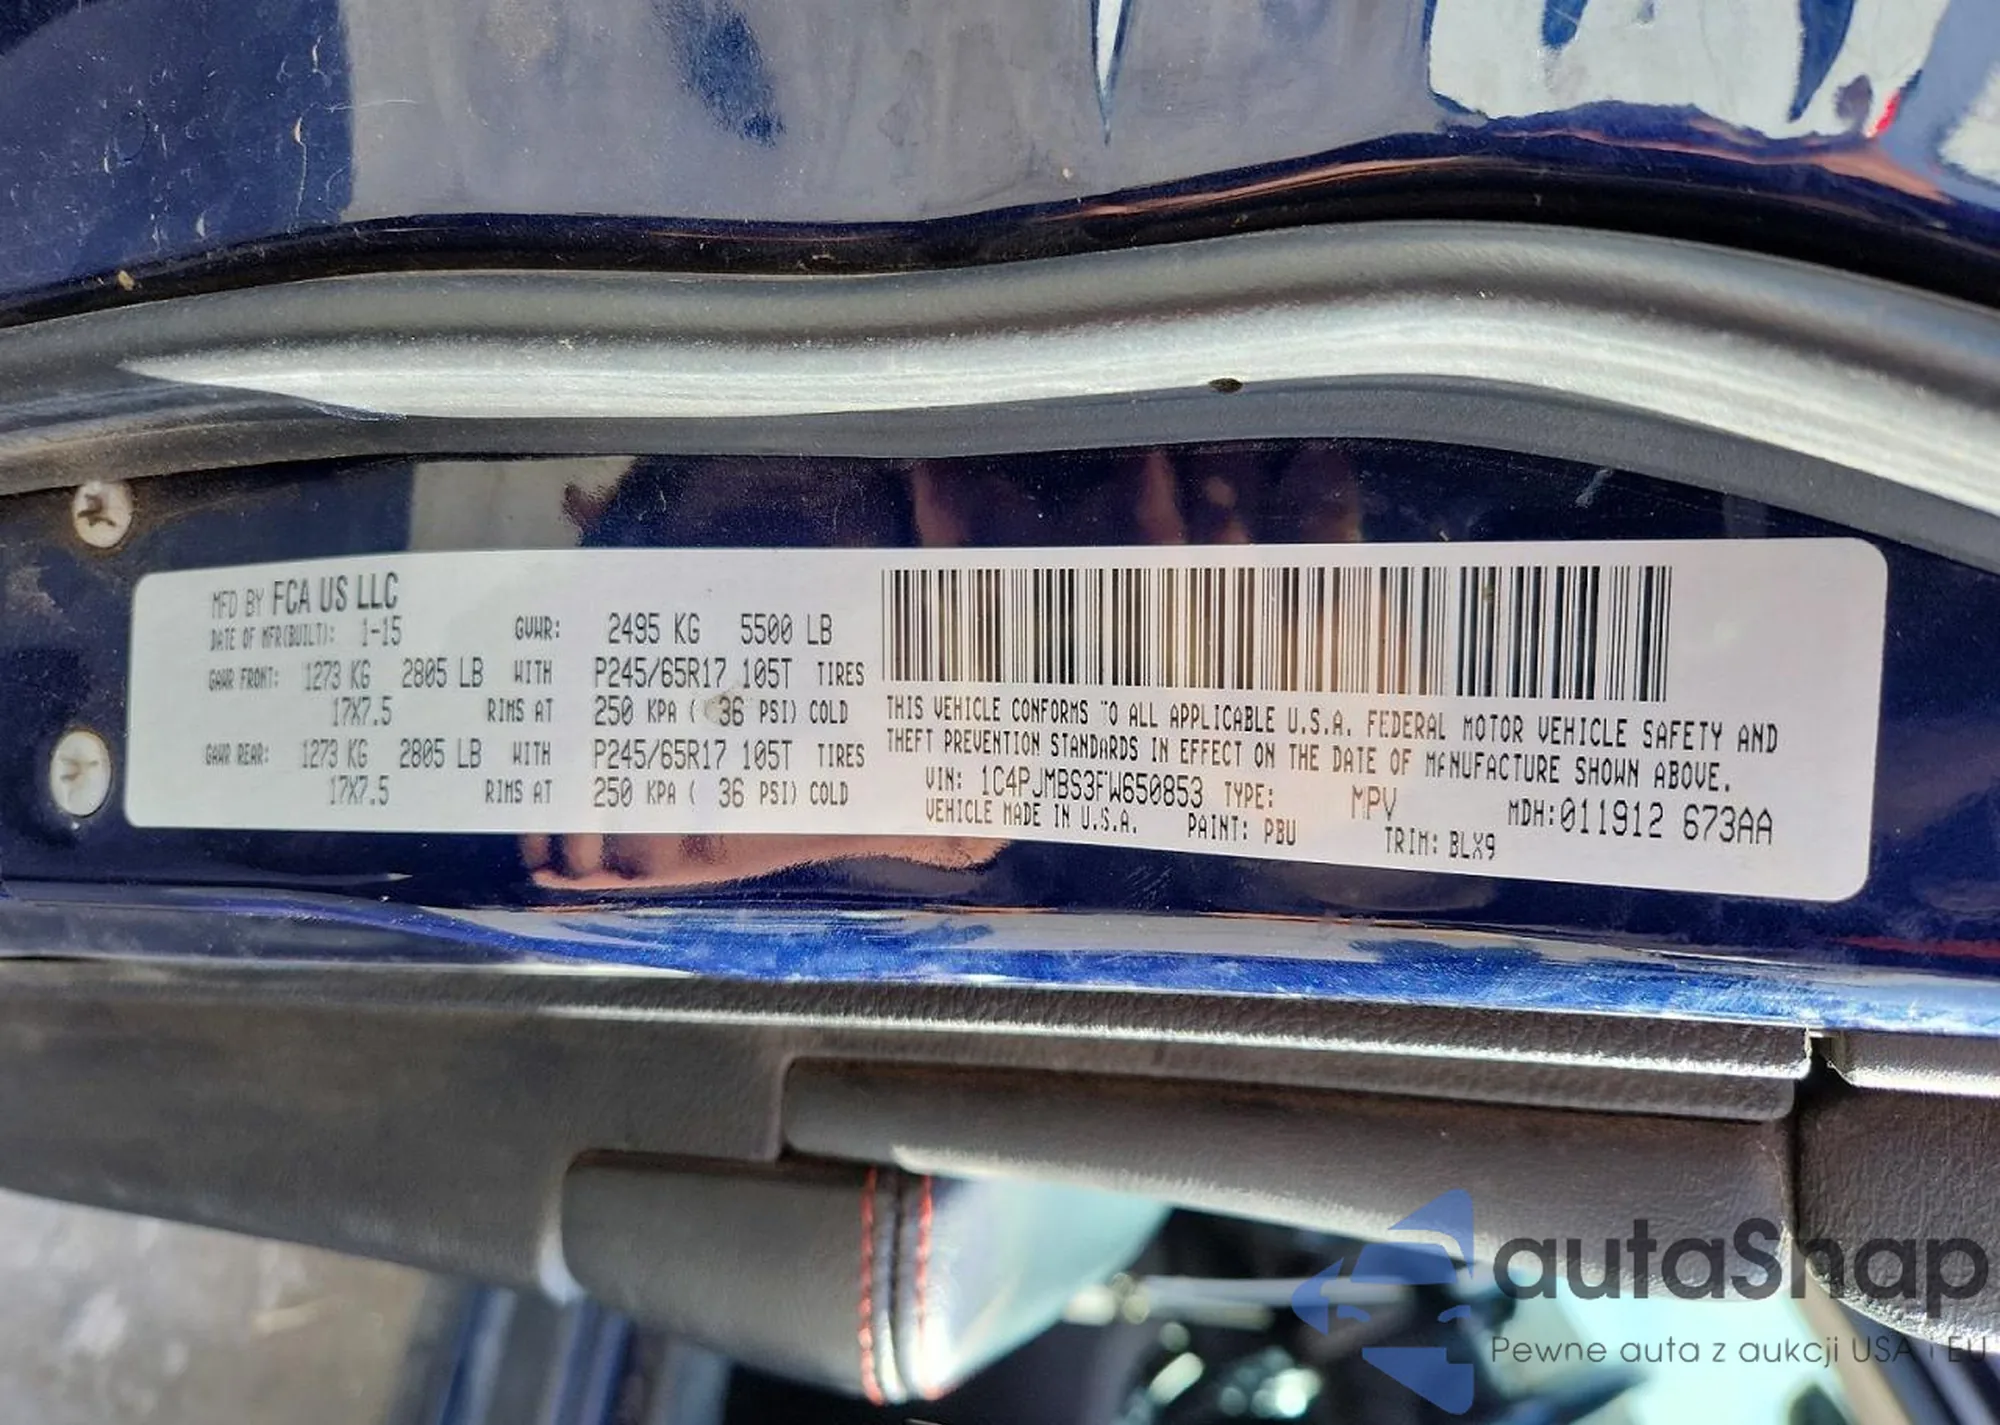 MFD BY FCA US LLC
DATE OF MFR(BUILT): 1-15 GVWR: 2495 KG 5500 LB
GAWR FRONT: 1273 KG 2805 LB WITH P245/65R17 105T TIRES
17X7.5 RIMS AT 250 KPA ( 36 PSI) COLD
GAWR REAR: 1273 KG 2805 LB WITH P245/65R17 105T TIRES
17X7.5 RIMS AT 250 KPA ( 36 PSI) COLD
THIS VEHICLE CONFORMS TO ALL APPLICABLE U.S.A. FEDERAL MOTOR VEHICLE SAFETY AND
THEFT PREVENTION STANDARDS IN EFFECT ON THE DATE OF MANUFACTURE SHOWN ABOVE.
VIN: 1C4PJMBS3FW650853 TYPE: MPV MDH:011912 673AA
VEHICLE MADE IN U.S.A. PAINT: PBU TRIM: BLX9
autaSnap
Pewne auta z aukcji USA i EU